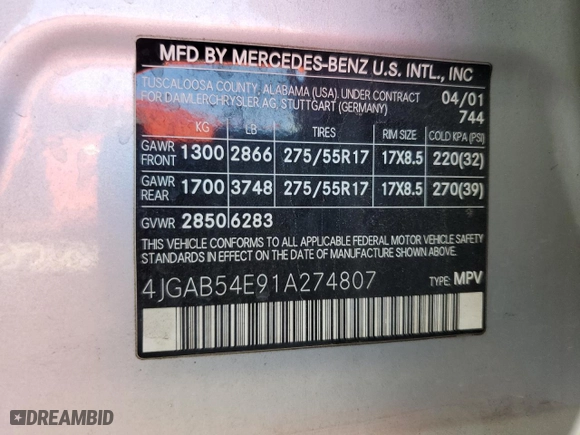 MFD BY MERCEDES-BENZ U.S. INTL., INC
TUSCALOOSA COUNTY, ALABAMA (USA). UNDER CONTRACT 04/01
FOR DAIMLERCHRYSLER AG, STUTTGART (GERMANY) 744
KG LB TIRES RIM SIZE COLD KPA (PSI)
GAWR FRONT 1300 2866 275/55R17 17X8.5 220(32)
GAWR REAR 1700 3748 275/55R17 17X8.5 270(39)
GVWR 2850 6283
THIS VEHICLE CONFORMS TO ALL APPLICABLE FEDERAL MOTOR VEHICLE SAFETY
STANDARDS IN EFFECT ON THE DATE OF MANUFACTURE SHOWN ABOVE.
4JGAB54E91A274807 TYPE: MPV
DREAMBID